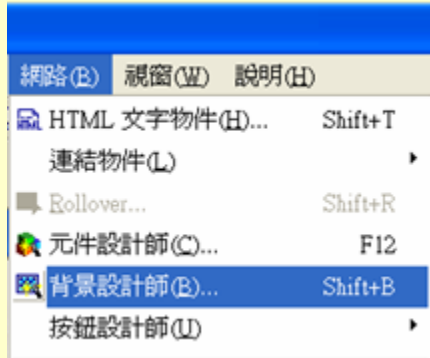 網路(B) 視窗(W) 說明(H)
HTML 文字物件(H)... Shift+T
連結物件(L)
Rollover... Shift+R
元件設計師(C)... F12
背景設計師(B)... Shift+B
按鈕設計師(U)